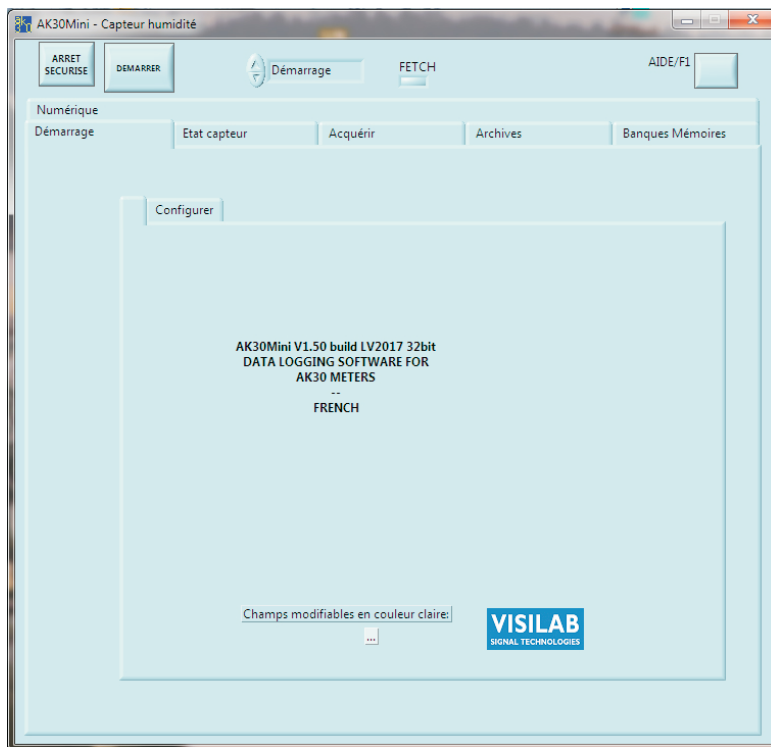 AK30Mini - Capteur humidité
ARRET
SECURISE
DEMARRER
Démarrage
FETCH
AIDE/F1
Numérique
Démarrage
Etat capteur
Acquérir
Archives
Banques Mémoires
Configurer
AK30Mini V1.50 build LV2017 32bit
DATA LOGGING SOFTWARE FOR
AK30 METERS
--
FRENCH
Champs modifiables en couleur claire:
...
VISILAB
SIGNAL TECHNOLOGIES